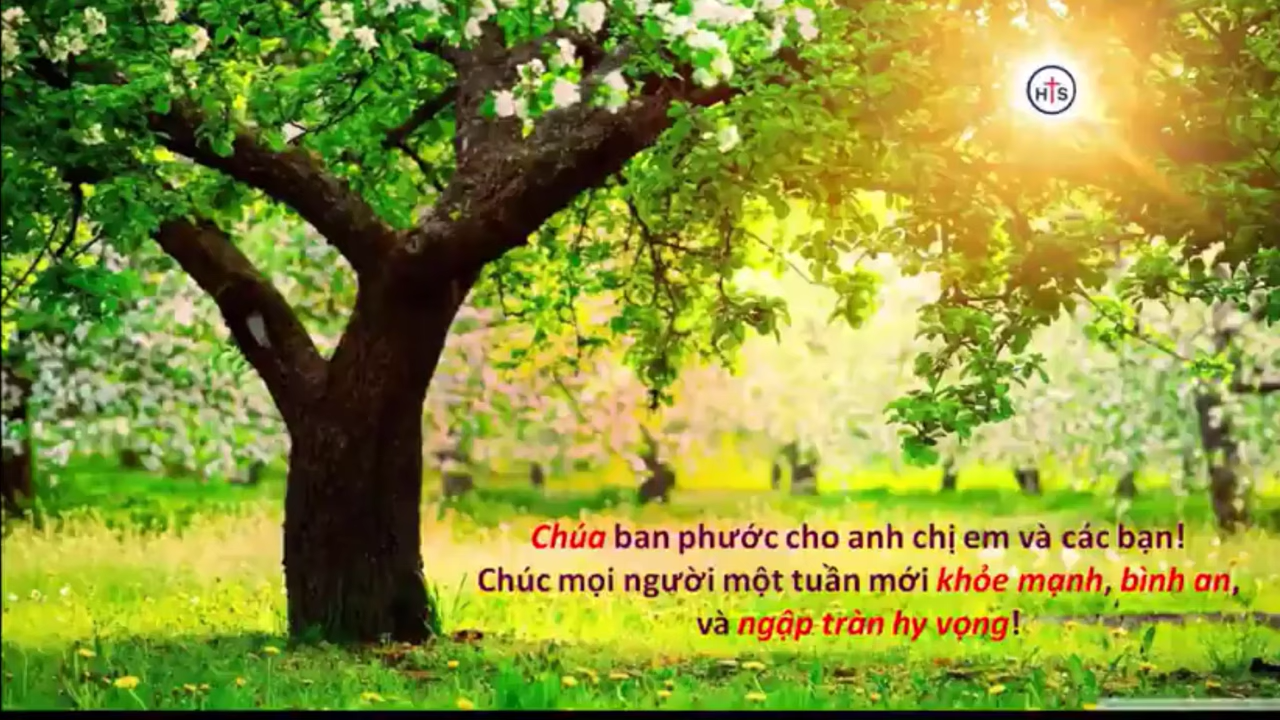 H†S
Chúa ban phước cho anh chị em và các bạn!
Chúc mọi người một tuần mới khỏe mạnh, bình an,
và ngập tràn hy vọng!